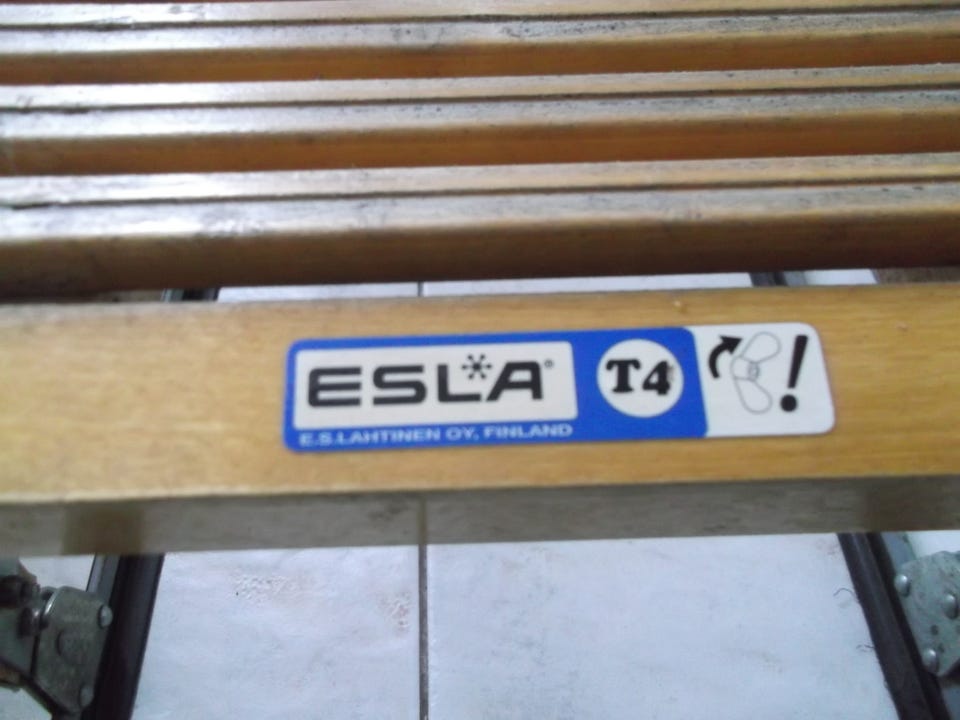 ESLA®
T4
!
E.S.LAHTINEN OY, FINLAND